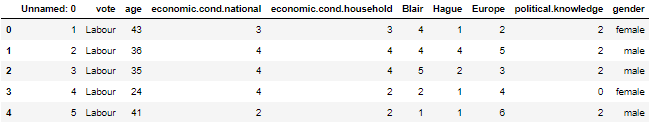 Unnamed: 0 vote age economic.cond.national economic.cond.household Blair Hague Europe political.knowledge gender
0 1 Labour 43 3 3 4 1 2 2 female
1 2 Labour 36 4 4 4 4 5 2 male
2 3 Labour 35 4 4 5 2 3 2 male
3 4 Labour 24 4 2 2 1 4 0 female
4 5 Labour 41 2 2 1 1 6 2 male